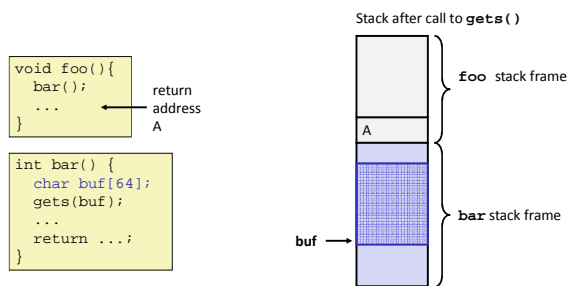 Stack after call to gets()
void foo(){
bar();
...
}
return
address
A
int bar() {
char buf[64];
gets(buf);
...
return ...;
}
foo stack frame
A
bar stack frame
buf